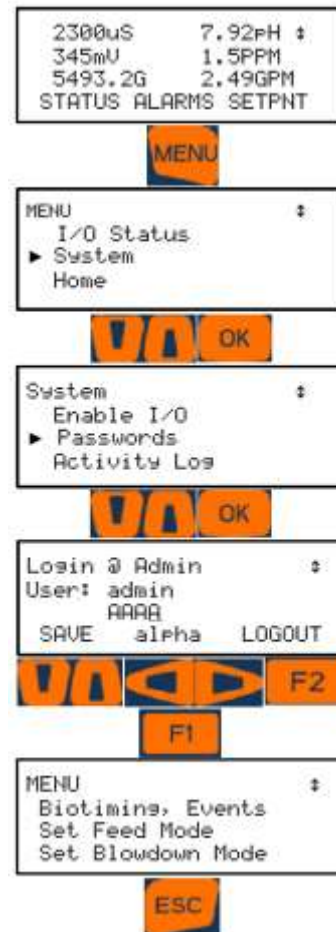 2300uS 7.92pH ↕
345mV 1.5PPM
5493.2G 2.49GPM
STATUS ALARMS SETPNT
MENU
MENU ↕
I/O Status
► System
Home
OK
System ↕
Enable I/O
► Passwords
Activity Log
OK
Login @ Admin ↕
User: admin
AAAA
SAVE alpha LOGOUT
F2
F1
MENU ↕
Biotiming, Events
Set Feed Mode
Set Blowdown Mode
ESC